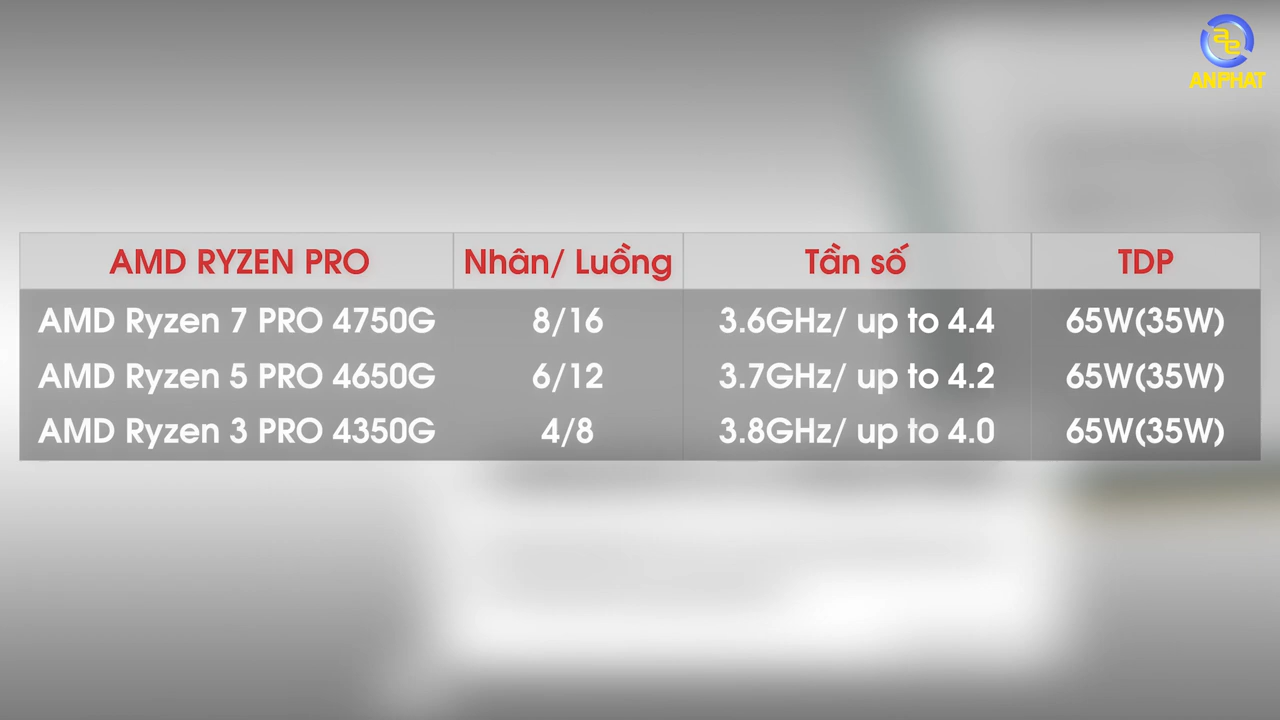 ae
ANPHAT
AMD RYZEN PRO Nhân/ Luồng Tần số TDP
AMD Ryzen 7 PRO 4750G 8/16 3.6GHz/ up to 4.4 65W(35W)
AMD Ryzen 5 PRO 4650G 6/12 3.7GHz/ up to 4.2 65W(35W)
AMD Ryzen 3 PRO 4350G 4/8 3.8GHz/ up to 4.0 65W(35W)